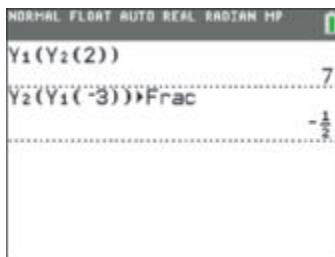 NORMAL FLOAT AUTO REAL RADIAN MP
Y₁(Y₂(2))
7
Y₂(Y₁(⁻3))▶Frac
-1/2